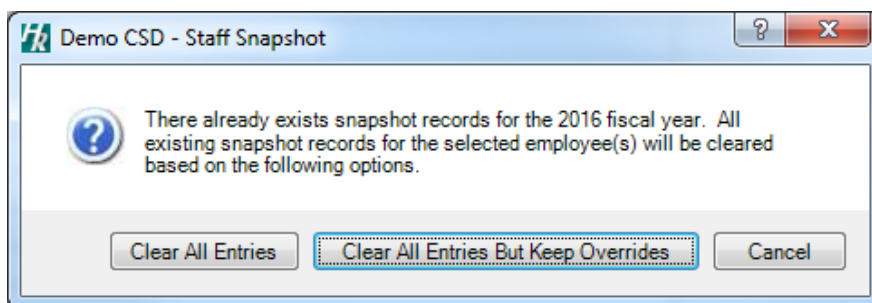 HR Demo CSD - Staff Snapshot
? X
There already exists snapshot records for the 2016 fiscal year.  All
existing snapshot records for the selected employee(s) will be cleared
based on the following options.
Clear All Entries Clear All Entries But Keep Overrides Cancel